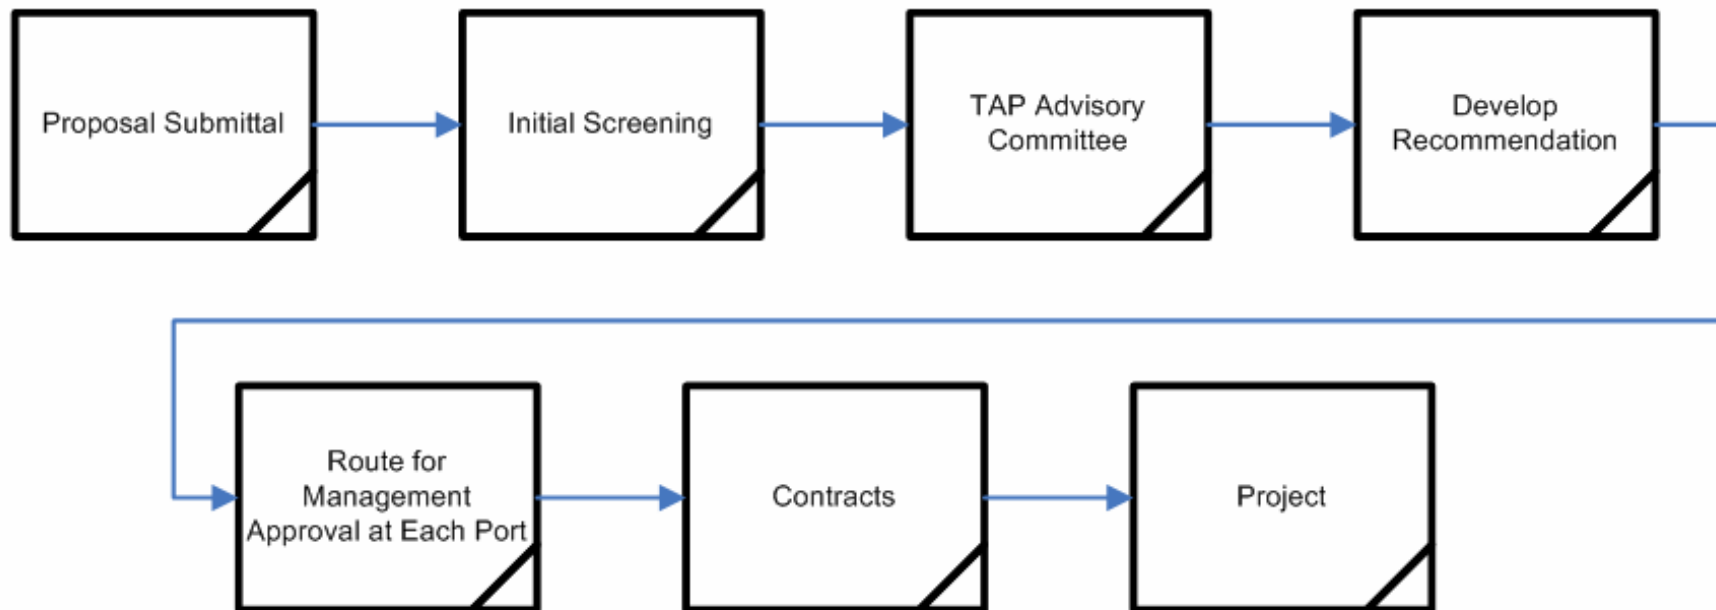 Proposal Submittal
Initial Screening
TAP Advisory
Committee
Develop
Recommendation
Route for
Management
Approval at Each Port
Contracts
Project